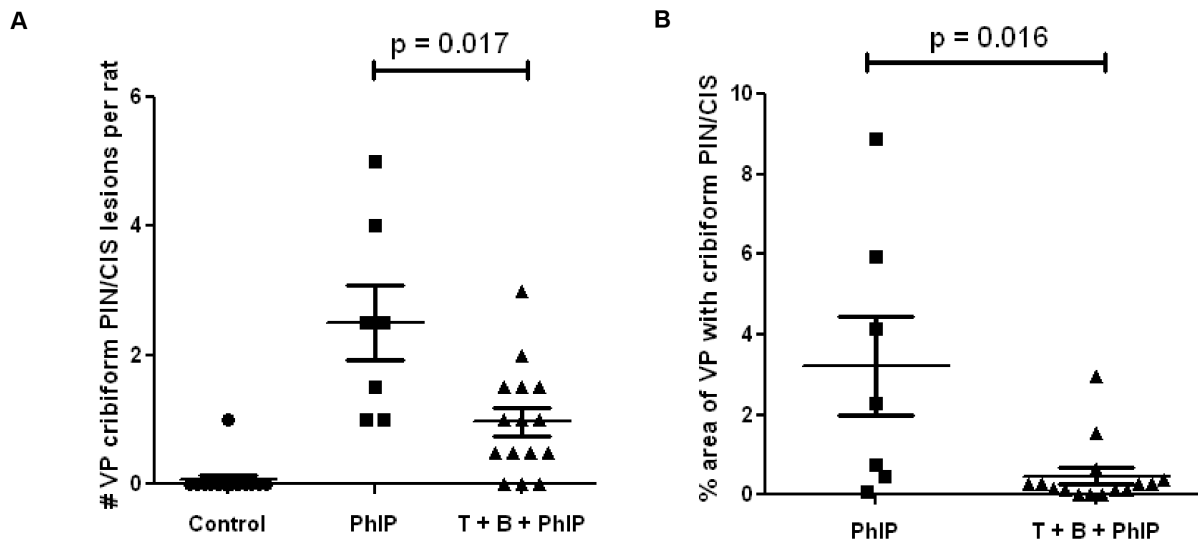 A
p = 0.017
# VP cribiform PIN/CIS lesions per rat
6
4
2
0
Control
PhIP
T + B + PhIP
B
p = 0.016
% area of VP with cribiform PIN/CIS
10
8
6
4
2
0
PhIP
T + B + PhIP